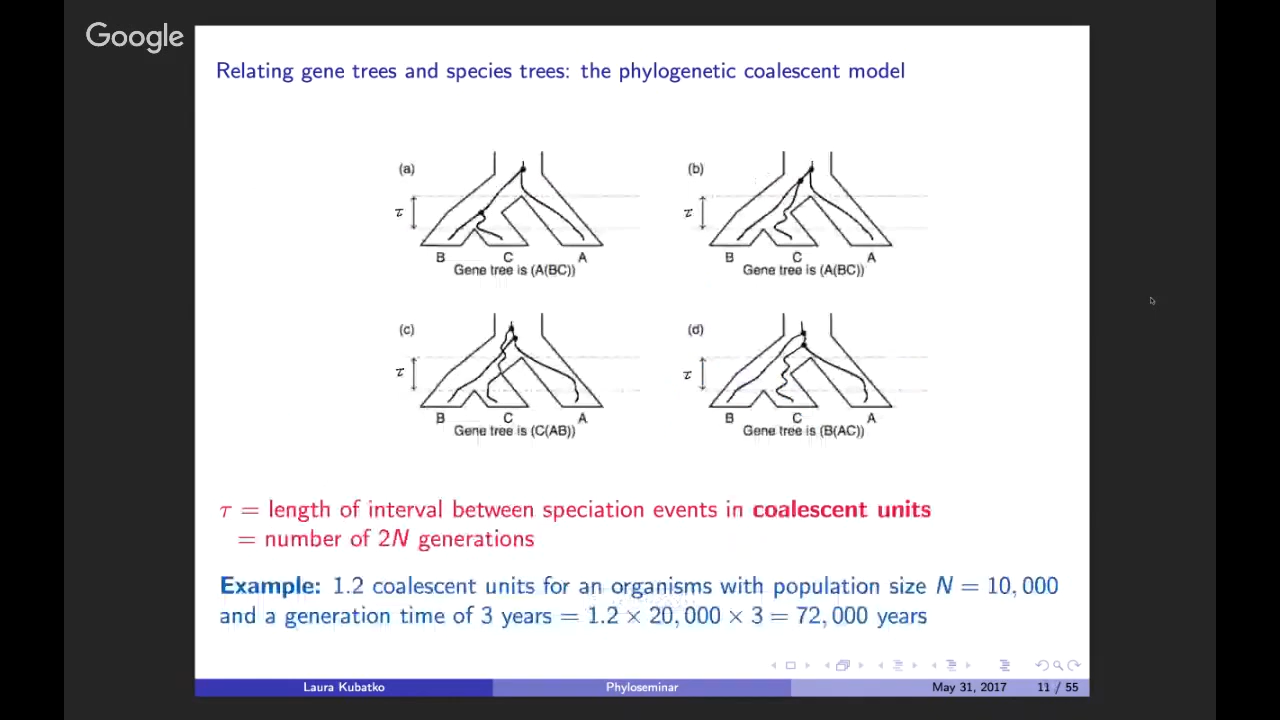 Google
Relating gene trees and species trees: the phylogenetic coalescent model
(a)
τ
B C A
Gene tree is (A(BC))
(b)
τ
B C A
Gene tree is (A(BC))
(c)
τ
B C A
Gene tree is (C(AB))
(d)
τ
B C A
Gene tree is (B(AC))
τ = length of interval between speciation events in coalescent units
= number of 2N generations
Example: 1.2 coalescent units for an organisms with population size N = 10, 000
and a generation time of 3 years = 1.2 × 20, 000 × 3 = 72, 000 years
Laura Kubatko Phyloseminar May 31, 2017 11 / 55